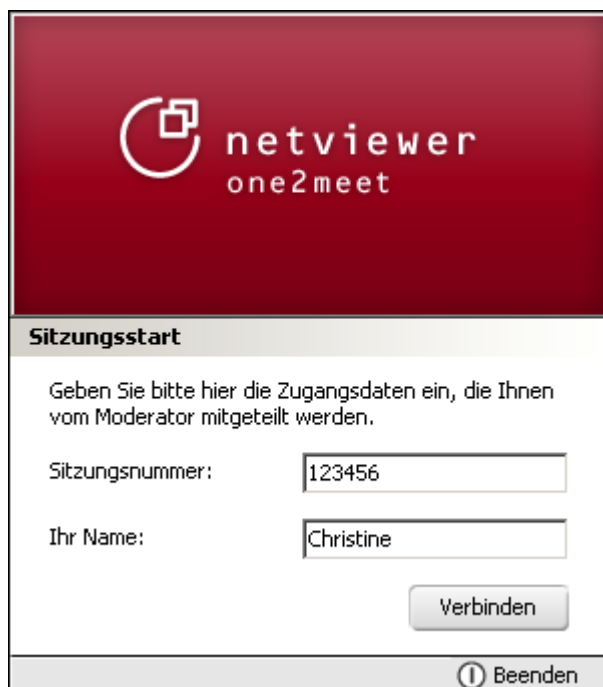 netviewer
one2meet
Sitzungsstart
Geben Sie bitte hier die Zugangsdaten ein, die Ihnen
vom Moderator mitgeteilt werden.
Sitzungsnummer: 123456
Ihr Name: Christine
Verbinden
Beenden